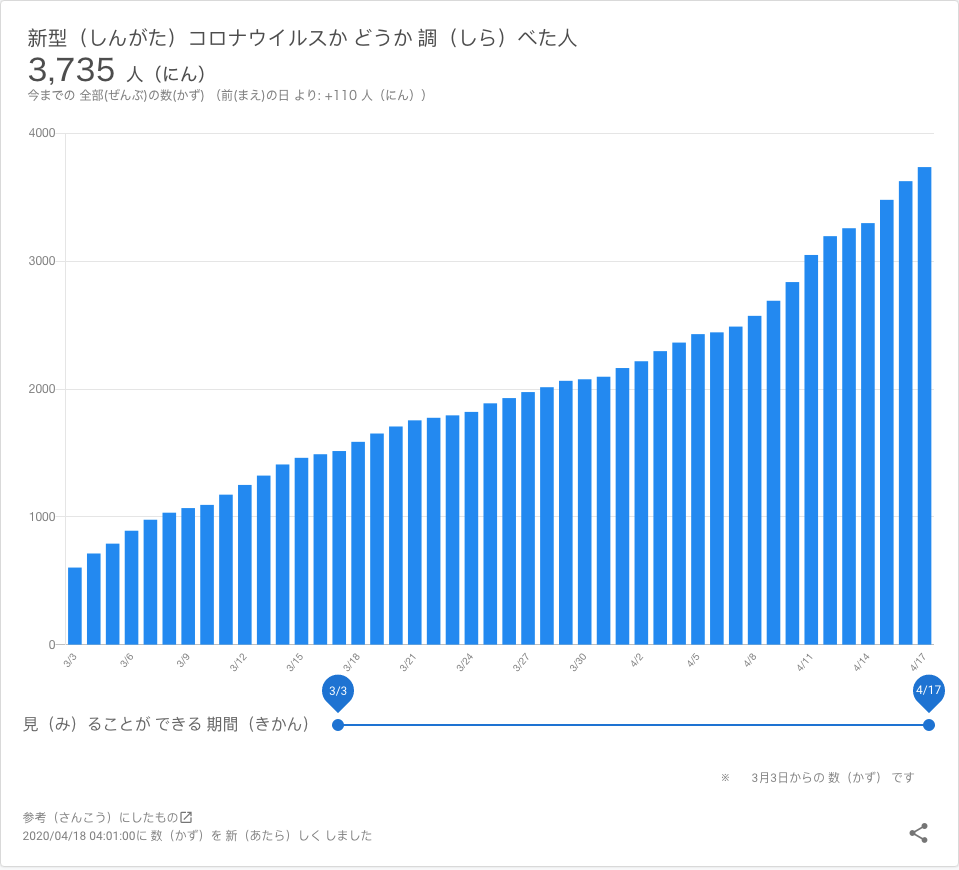 新型（しんがた）コロナウイルスか どうか 調（しら）べた人
3,735 人（にん）
今までの 全部(ぜんぶ)の数(かず) （前(まえ)の日 より: +110 人（にん））
4000
3000
2000
1000
0
3/3 3/6 3/9 3/12 3/15 3/18 3/21 3/24 3/27 3/30 4/2 4/5 4/8 4/11 4/14 4/17
3/3 4/17
見（み）ることが できる 期間（きかん）
※ 3月3日からの 数（かず） です
参考（さんこう）にしたもの
2020/04/18 04:01:00に 数（かず）を 新（あたら）しく しました